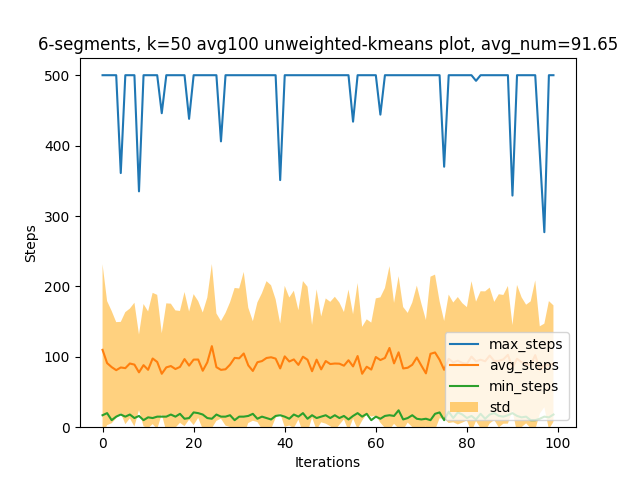 6-segments, k=50 avg100 unweighted-kmeans plot, avg_num=91.65
500
400
300
200
100
0
Steps
max_steps
avg_steps
min_steps
std
0 20 40 60 80 100
Iterations